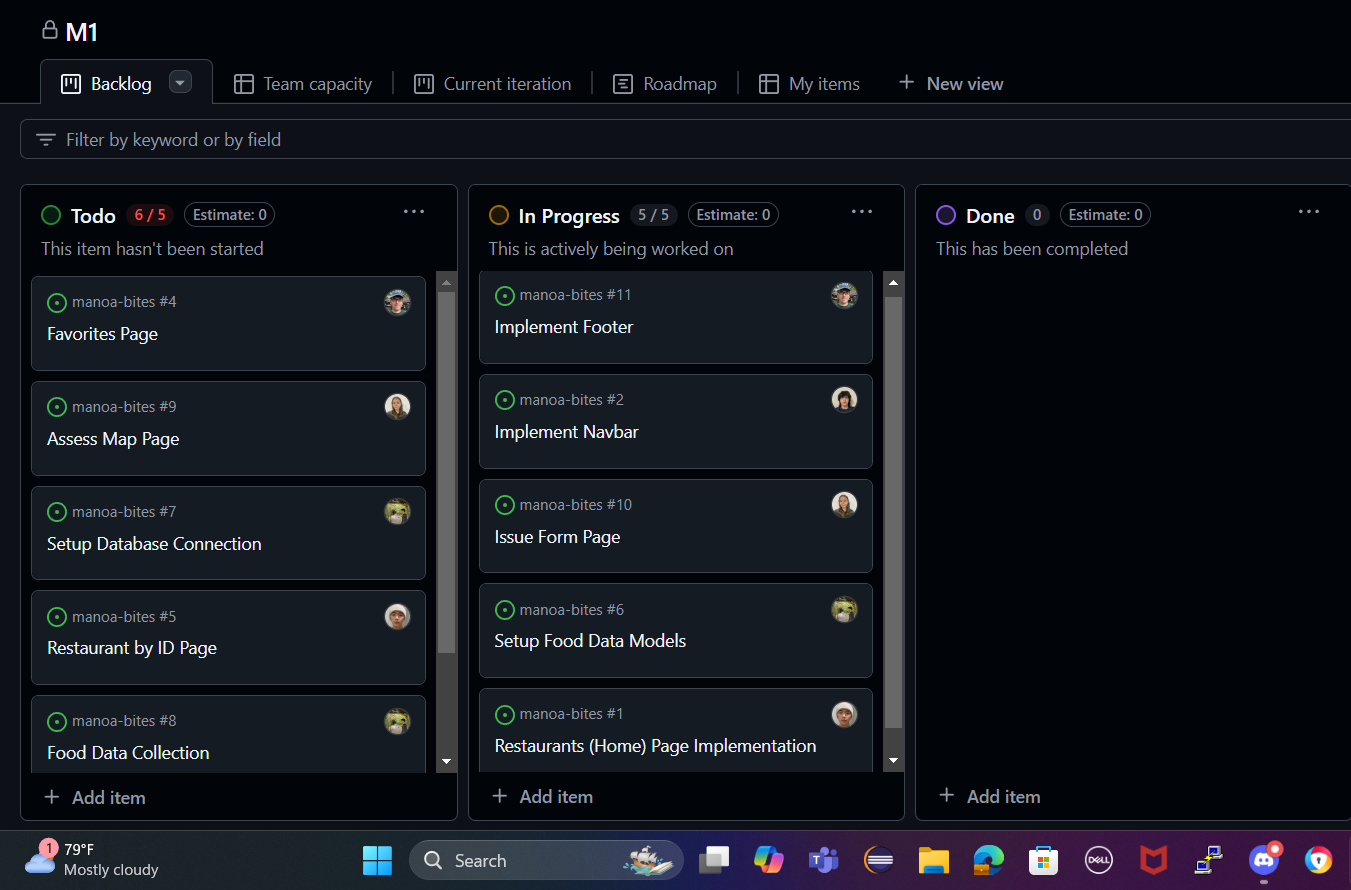 M1
Backlog
Team capacity
Current iteration
Roadmap
My items
New view
Filter by keyword or by field
Todo 6 / 5 Estimate: 0
This item hasn't been started
manoa-bites #4
Favorites Page
manoa-bites #9
Assess Map Page
manoa-bites #7
Setup Database Connection
manoa-bites #5
Restaurant by ID Page
manoa-bites #8
Food Data Collection
Add item
In Progress 5 / 5 Estimate: 0
This is actively being worked on
manoa-bites #11
Implement Footer
manoa-bites #2
Implement Navbar
manoa-bites #10
Issue Form Page
manoa-bites #6
Setup Food Data Models
manoa-bites #1
Restaurants (Home) Page Implementation
Add item
Done 0 Estimate: 0
This has been completed
Add item
1
79°F
Mostly cloudy
Search
DELL